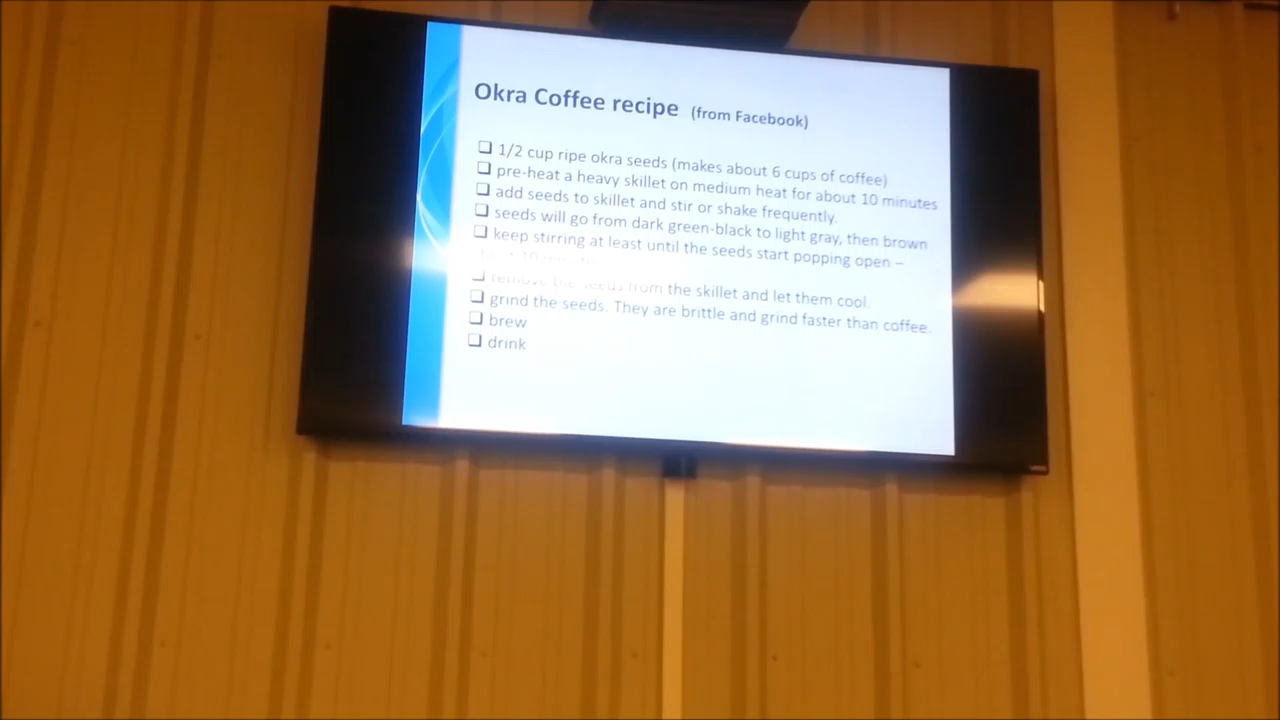 Okra Coffee recipe (from Facebook)
❑ 1/2 cup ripe okra seeds (makes about 6 cups of coffee)
❑ pre-heat a heavy skillet on medium heat for about 10 minutes
❑ add seeds to skillet and stir or shake frequently.
❑ seeds will go from dark green-black to light gray, then brown
❑ keep stirring at least until the seeds start popping open –
❑ remove the seeds from the skillet and let them cool.
❑ grind the seeds. They are brittle and grind faster than coffee.
❑ brew
❑ drink